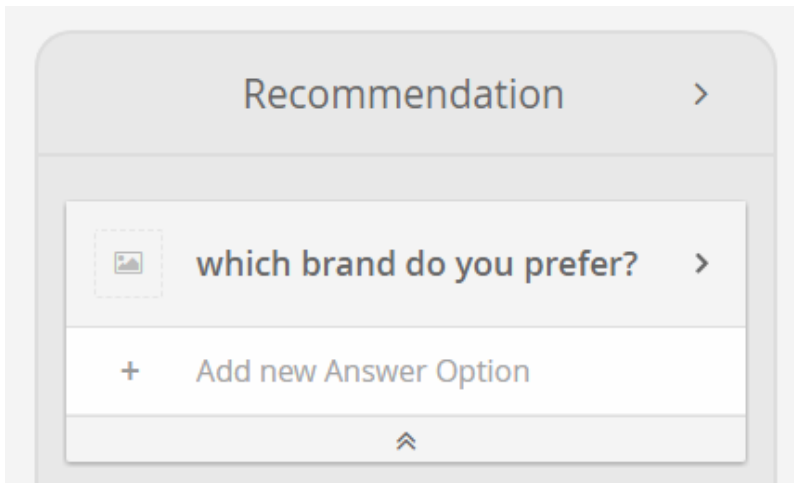 Recommendation
which brand do you prefer?
+ Add new Answer Option